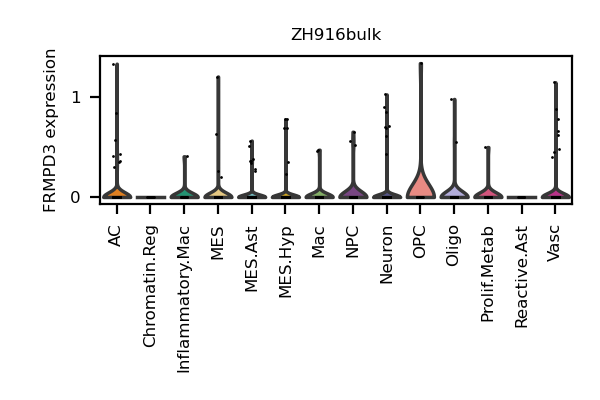 ZH916bulk
FRMPD3 expression
1
0
AC
Chromatin.Reg
Inflammatory.Mac
MES
MES.Ast
MES.Hyp
Mac
NPC
Neuron
OPC
Oligo
Prolif.Metab
Reactive.Ast
Vasc